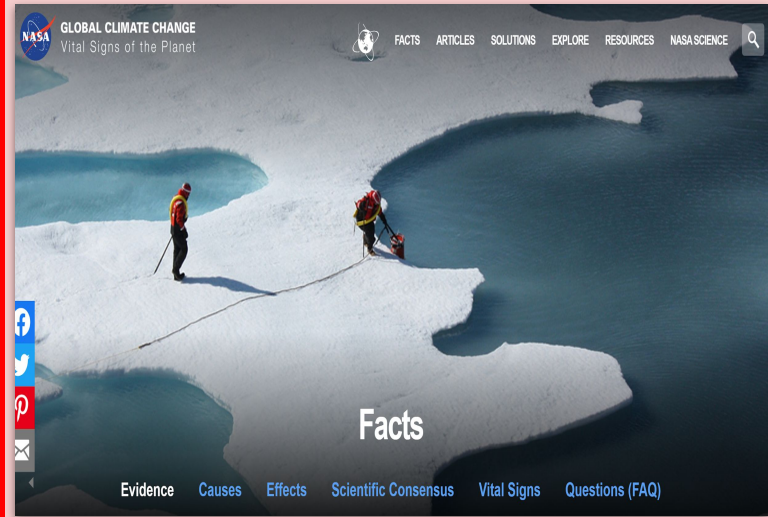 NASA
GLOBAL CLIMATE CHANGE
Vital Signs of the Planet
FACTS ARTICLES SOLUTIONS EXPLORE RESOURCES NASA SCIENCE
Facts
Evidence Causes Effects Scientific Consensus Vital Signs Questions (FAQ)